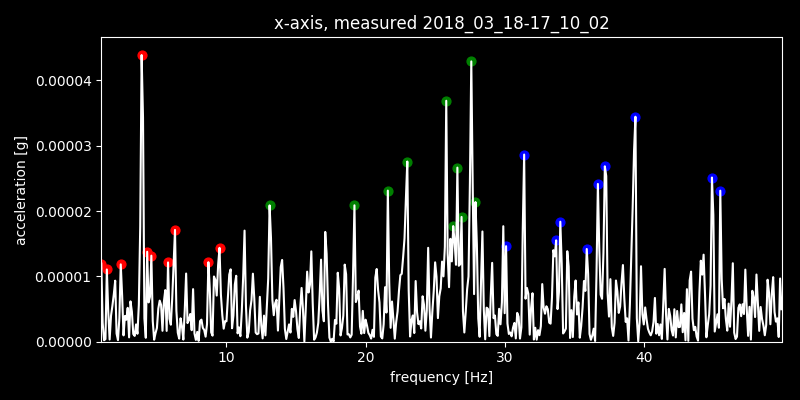 x-axis, measured 2018_03_18-17_10_02
acceleration [g]
0.00004
0.00003
0.00002
0.00001
0.00000
10 20 30 40
frequency [Hz]